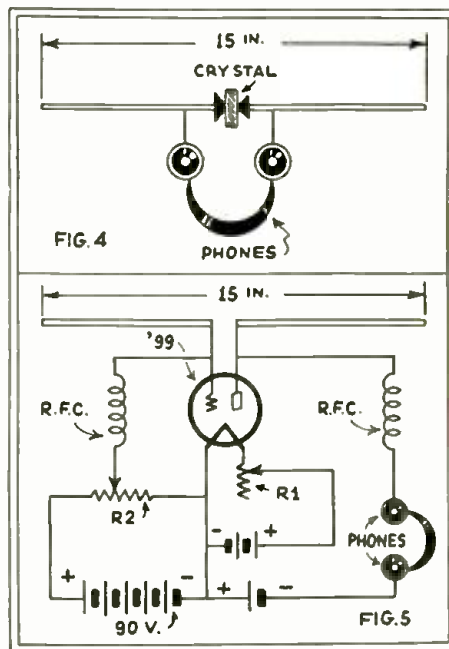 15 IN.
CRYSTAL
FIG. 4
PHONES
15 IN.
'99
R.F.C.
R.F.C.
R2
R1
- +
PHONES
+ -
+ -
90 V.
FIG. 5